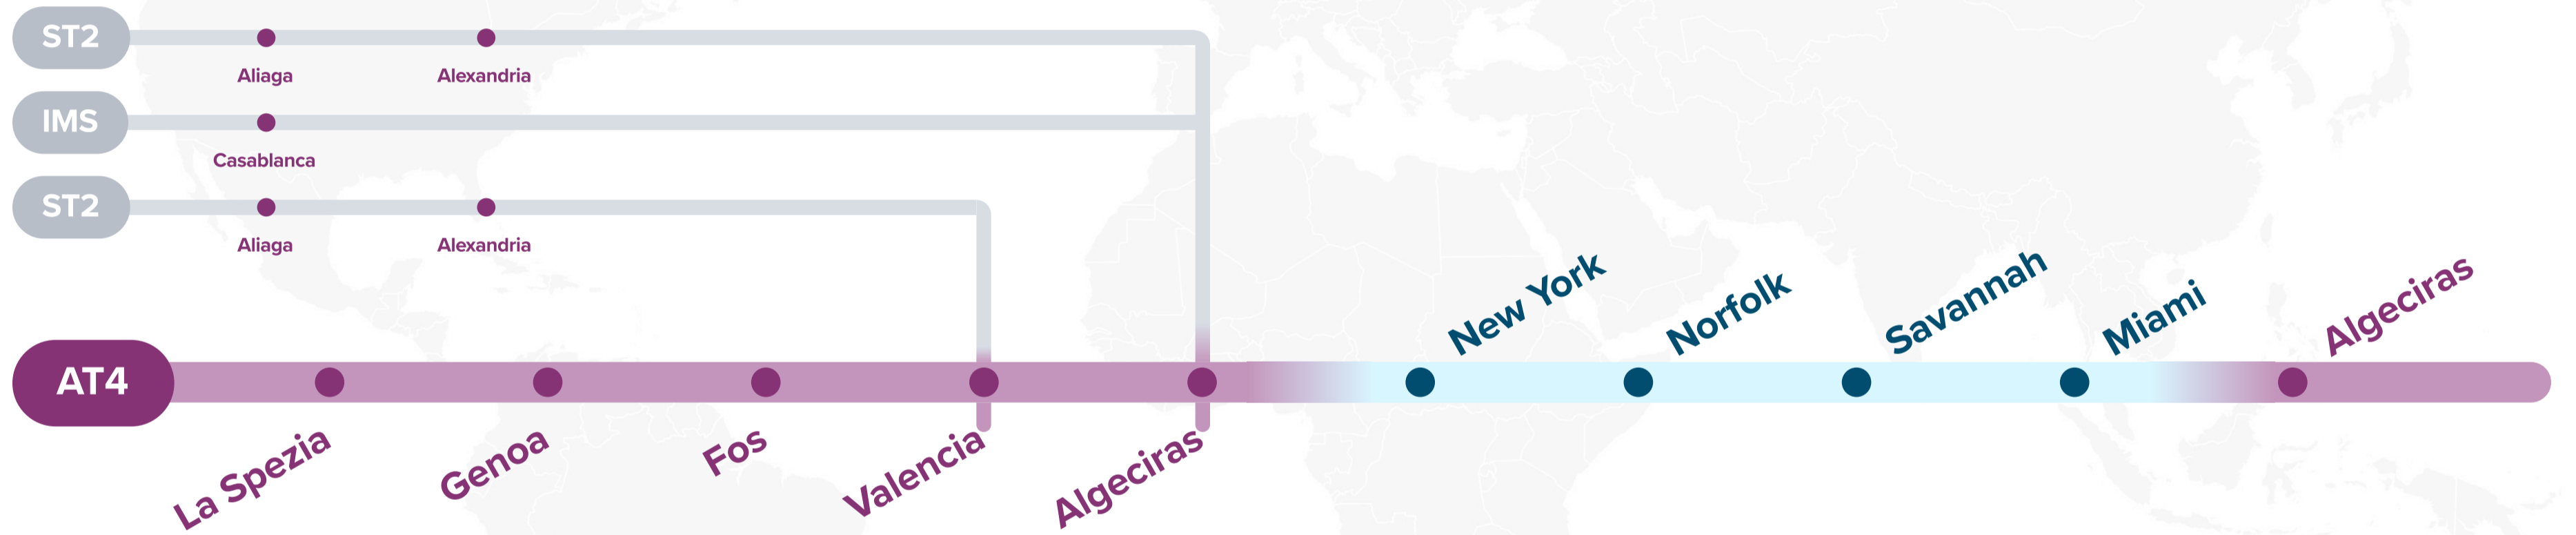 ST2
Aliaga
Alexandria
IMS
Casablanca
ST2
Aliaga
Alexandria
AT4
La Spezia
Genoa
Fos
Valencia
Algeciras
New York
Norfolk
Savannah
Miami
Algeciras